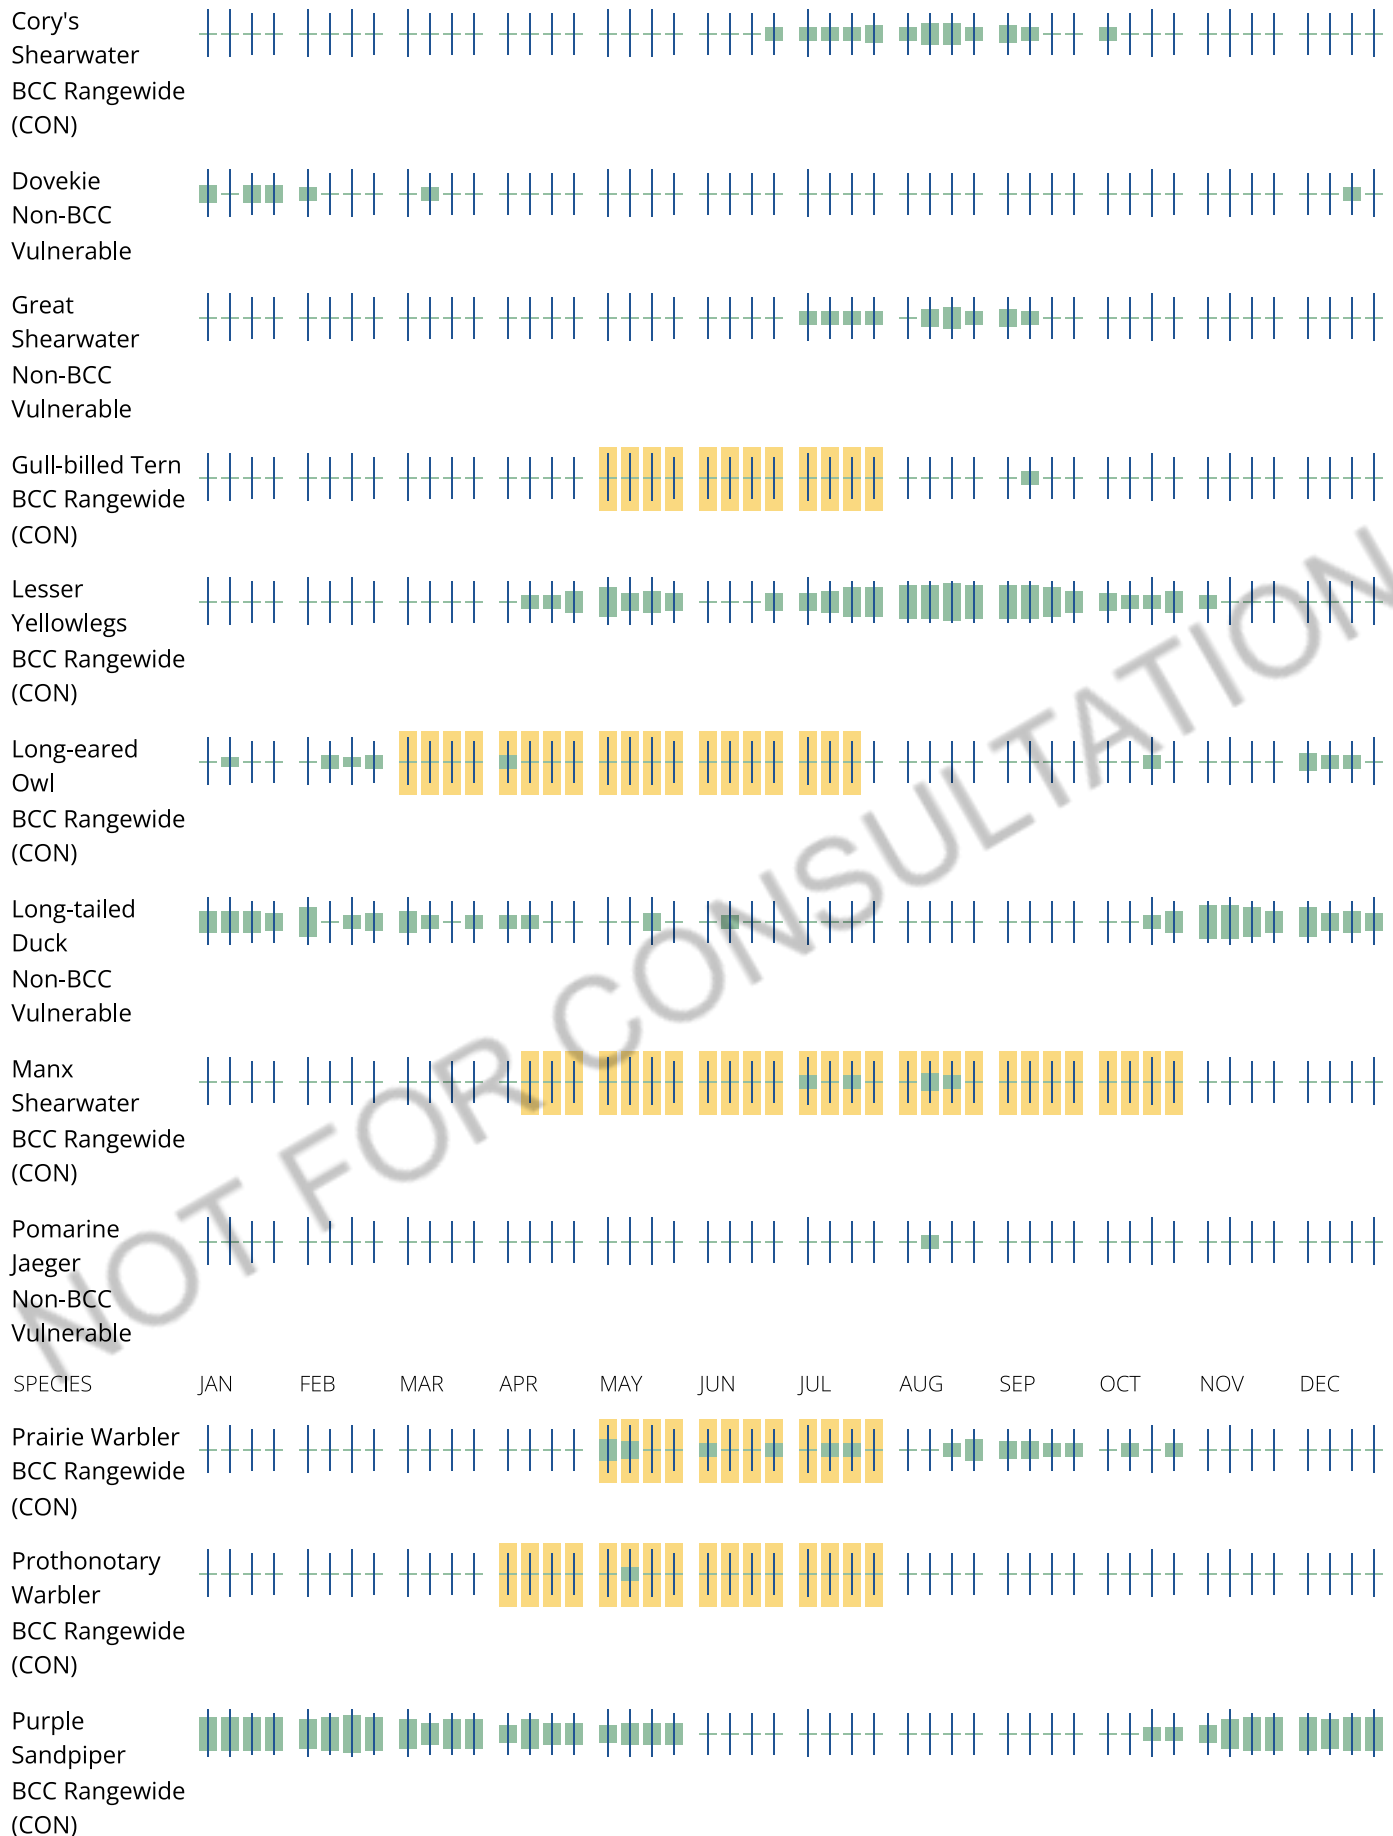 Cory's
Shearwater
BCC Rangewide
(CON)
Dovekie
Non-BCC
Vulnerable
Great
Shearwater
Non-BCC
Vulnerable
Gull-billed Tern
BCC Rangewide
(CON)
Lesser
Yellowlegs
BCC Rangewide
(CON)
Long-eared
Owl
BCC Rangewide
(CON)
Long-tailed
Duck
Non-BCC
Vulnerable
Manx
Shearwater
BCC Rangewide
(CON)
Pomarine
Jaeger
Non-BCC
Vulnerable
SPECIES JAN FEB MAR APR MAY JUN JUL AUG SEP OCT NOV DEC
Prairie Warbler
BCC Rangewide
(CON)
Prothonotary
Warbler
BCC Rangewide
(CON)
Purple
Sandpiper
BCC Rangewide
(CON)
NOT FOR CONSULTATION